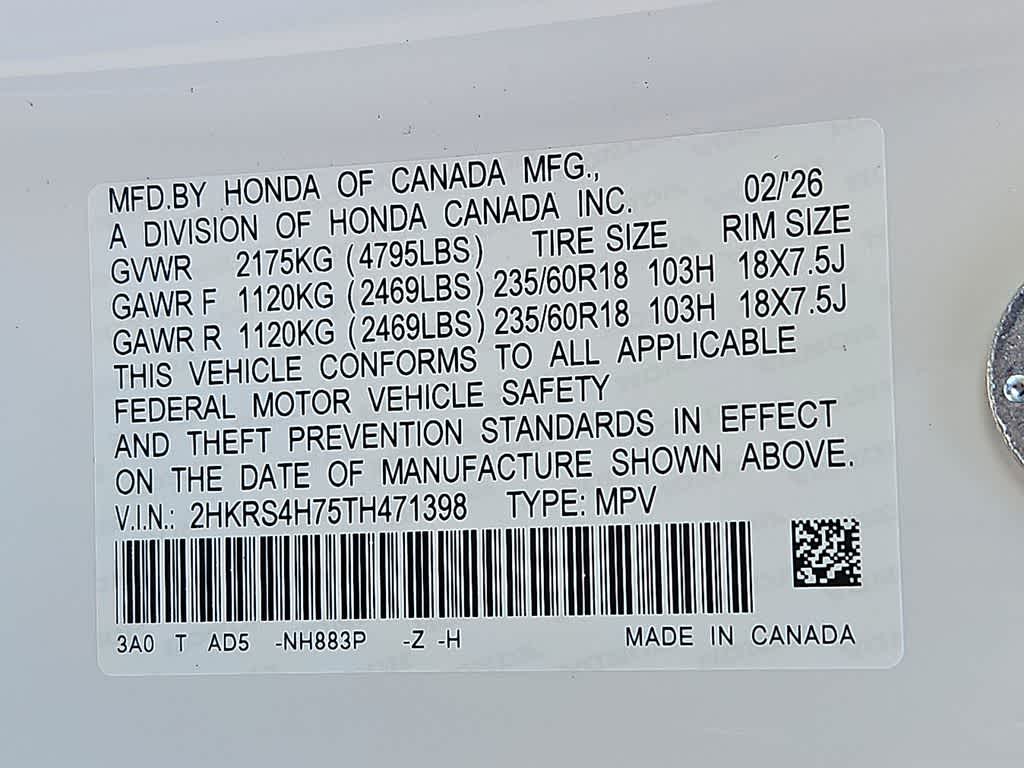 MFD.BY HONDA OF CANADA MFG.,
A DIVISION OF HONDA CANADA INC. 02/'26
GVWR 2175KG (4795LBS) TIRE SIZE RIM SIZE
GAWR F 1120KG (2469LBS) 235/60R18 103H 18X7.5J
GAWR R 1120KG (2469LBS) 235/60R18 103H 18X7.5J
THIS VEHICLE CONFORMS TO ALL APPLICABLE
FEDERAL MOTOR VEHICLE SAFETY
AND THEFT PREVENTION STANDARDS IN EFFECT
ON THE DATE OF MANUFACTURE SHOWN ABOVE.
V.I.N.: 2HKRS4H75TH471398 TYPE: MPV
3A0 T AD5 -NH883P -Z -H MADE IN CANADA